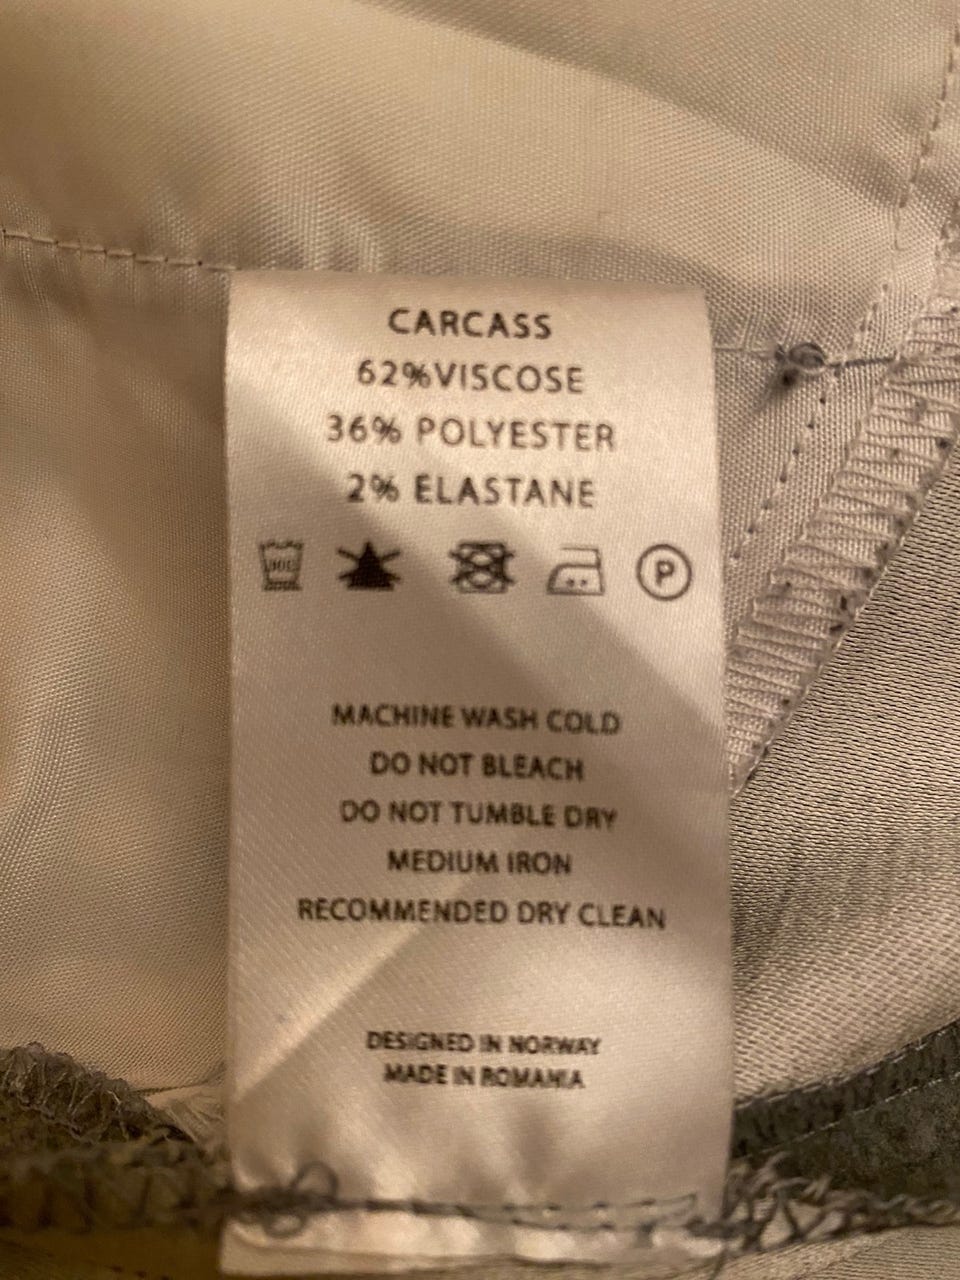 CARCASS
62%VISCOSE
36% POLYESTER
2% ELASTANE
30C P
MACHINE WASH COLD
DO NOT BLEACH
DO NOT TUMBLE DRY
MEDIUM IRON
RECOMMENDED DRY CLEAN
DESIGNED IN NORWAY
MADE IN ROMANIA